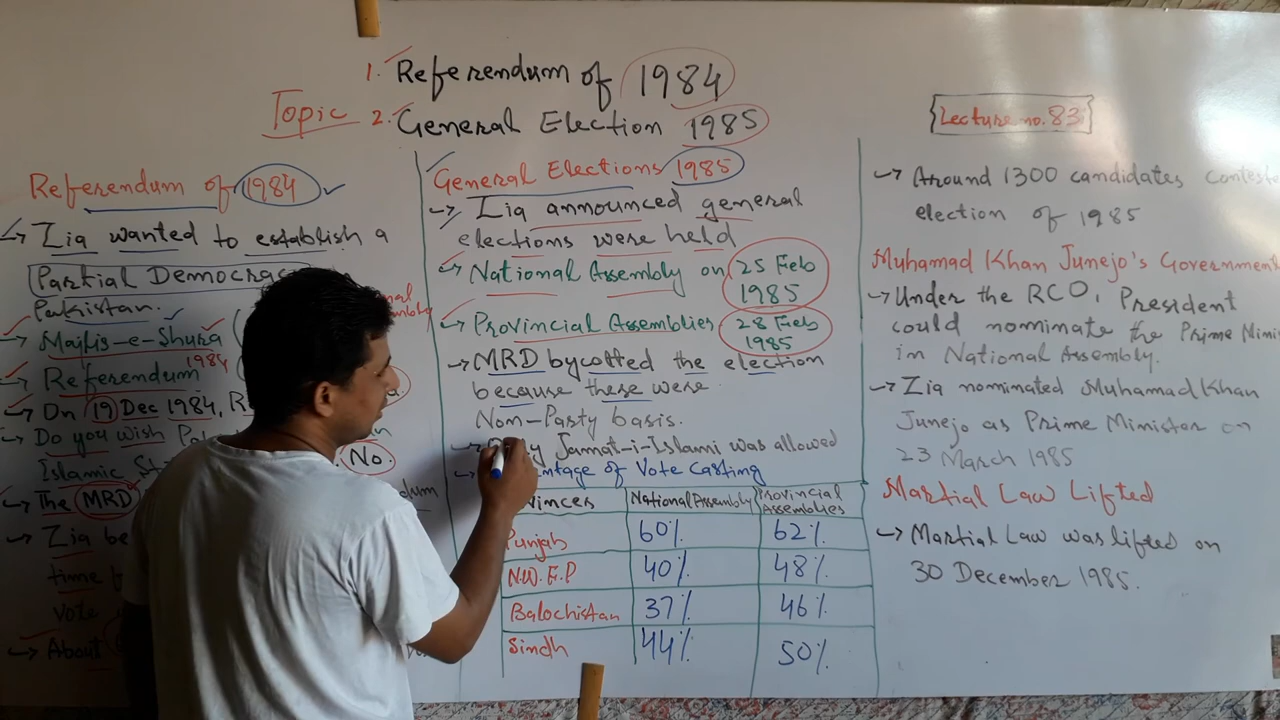 1. Referendum of 1984
Topic 2. General Election 1985
Lecture no. 83
Referendum of 1984
→ Zia wanted to establish a
Partial Democrac
Pakistan.
→ Majlis-e-Shura
1984
→ Referendum
→ On 19 Dec 1984, R
→ Do you wish Pak
Islamic St
No.
→ The MRD
→ Zia be
time
vote
→ About
General Elections 1985
→ Zia announced general
elections were held
→ National Assembly on 25 Feb
1985
→ Provincial Assemblies 28 Feb
1985
→ MRD bycotted the election
because these were
Non-Party basis.
→ Jamat-i-Islami was allowed
→ ntage of Vote Casting
vinces National Assembly Provincial Assemblies
Punjab 60% 62%
N.W.F.P 40% 48%
Balochistan 37% 46%
Sindh 44% 50%
→ Around 1300 candidates conteste
election of 1985
Muhamad Khan Junejo's Government
→ Under the RCO, President
could nominate the Prime Mini
in National Assembly.
→ Zia nominated Muhamad Khan
Junejo as Prime Minister on
23 March 1985
Martial Law Lifted
→ Martial Law was lifted on
30 December 1985.